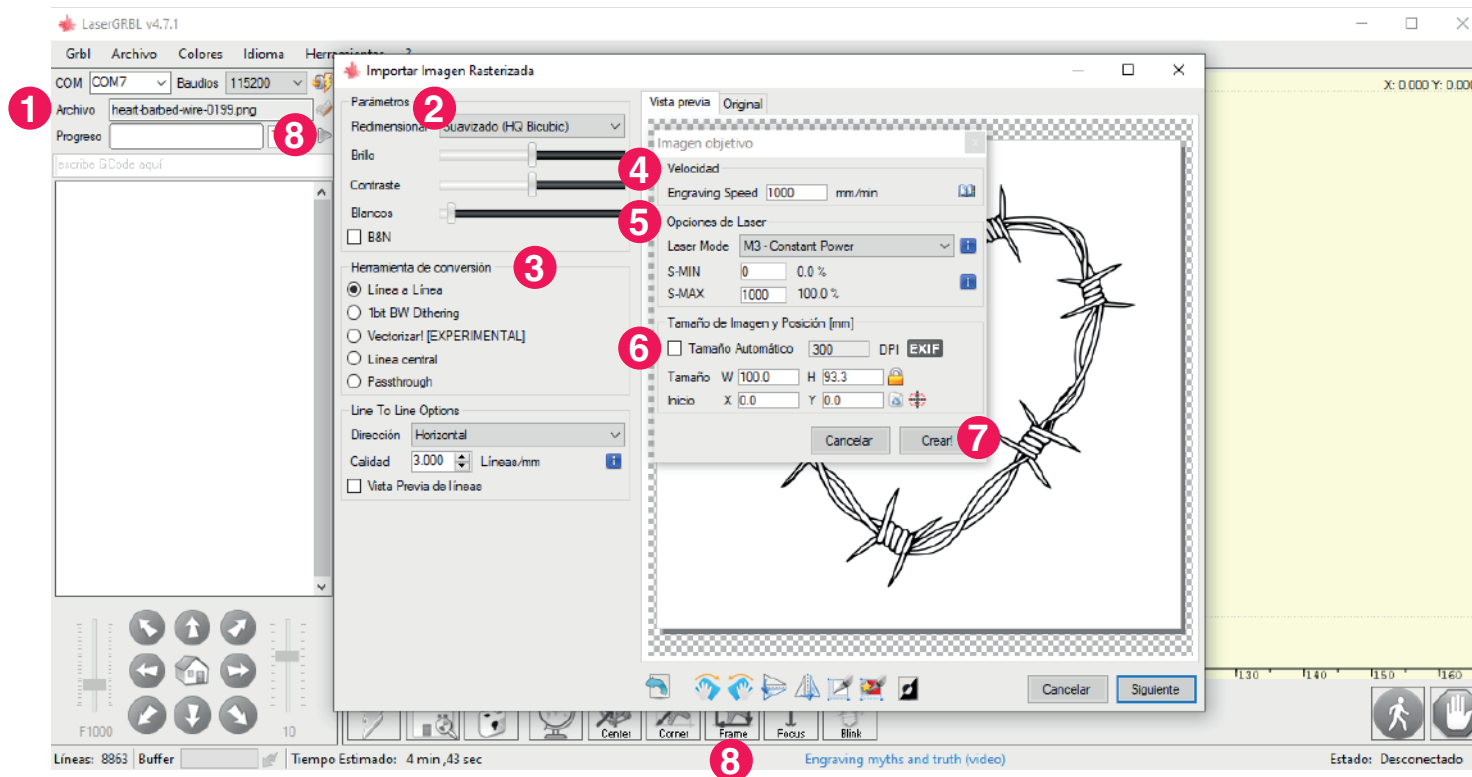 LaserGRBL v4.7.1
Grbl Archivo Colores Idioma Herramientas ?
COM COM7 Baudios 115200
1 Archivo heart-barbed-wire-0199.png
Progreso 8
escribe GCode aquí
X: 0.000 Y: 0.000
Importar Imagen Rasterizada
Parámetros 2
Redimensionar Suavizado (HQ Bicubic)
Brillo
Contraste
Blancos
B&N
Herramienta de conversión 3
Línea a Línea
1bit BW Dthering
Vectorizar! [EXPERIMENTAL]
Línea central
Passthrough
Line To Line Options
Dirección Horizontal
Calidad 3.000 Líneas/mm
Vista Previa de líneas
Vista previa Original
Imagen objetivo
4 Velocidad
Engraving Speed 1000 mm/min
5 Opciones de Laser
Laser Mode M3 - Constant Power
S-MIN 0 0.0 %
S-MAX 1000 100.0 %
Tamaño de Imagen y Posición [mm]
6 Tamaño Automático 300 DPI EXIF
Tamaño W 100.0 H 93.3
Inicio X 0.0 Y 0.0
Cancelar Crear! 7
Cancelar Siguiente
130 140 150 160
F1000 10
Center Corner Frame Focus Blink
Líneas: 8863 Buffer Tiempo Estimado: 4 min ,43 sec 8 Engraving myths and truth (video) Estado: Desconectado